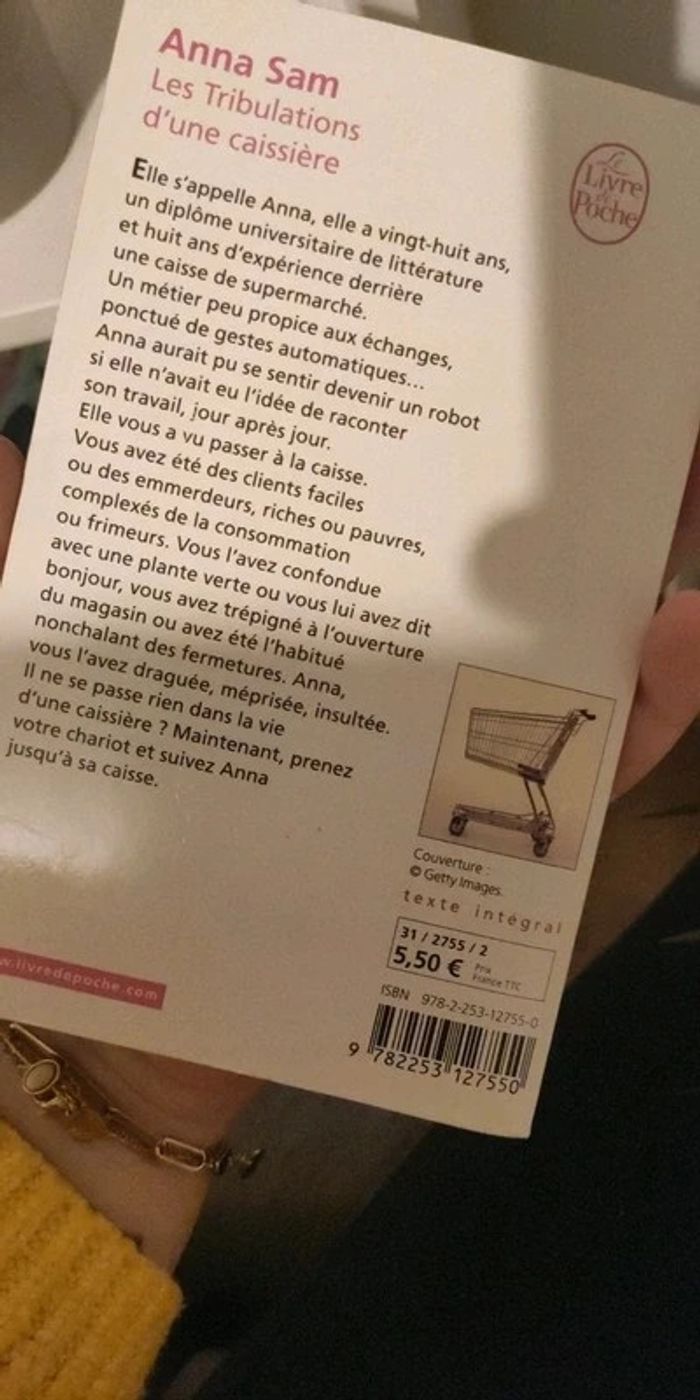 Anna Sam
Les Tribulations
d'une caissière
Le
Livre
de
Poche
Elle s'appelle Anna, elle a vingt-huit ans,
un diplôme universitaire de littérature
et huit ans d'expérience derrière
une caisse de supermarché.
Un métier peu propice aux échanges,
ponctué de gestes automatiques...
Anna aurait pu se sentir devenir un robot
si elle n'avait eu l'idée de raconter
son travail, jour après jour.
Elle vous a vu passer à la caisse.
Vous avez été des clients faciles
ou des emmerdeurs, riches ou pauvres,
complexés de la consommation
ou frimeurs. Vous l'avez confondue
avec une plante verte ou vous lui avez dit
bonjour, vous avez trépigné à l'ouverture
du magasin ou avez été l'habitué
nonchalant des fermetures. Anna,
vous l'avez draguée, méprisée, insultée.
Il ne se passe rien dans la vie
d'une caissière ? Maintenant, prenez
votre chariot et suivez Anna
jusqu'à sa caisse.
Couverture :
© Getty Images.
texte intégral
31 / 2755 / 2
5,50 € Prix
France TTC
ISBN 978-2-253-12755-0
9 782253 127550
w.livredepoche.com